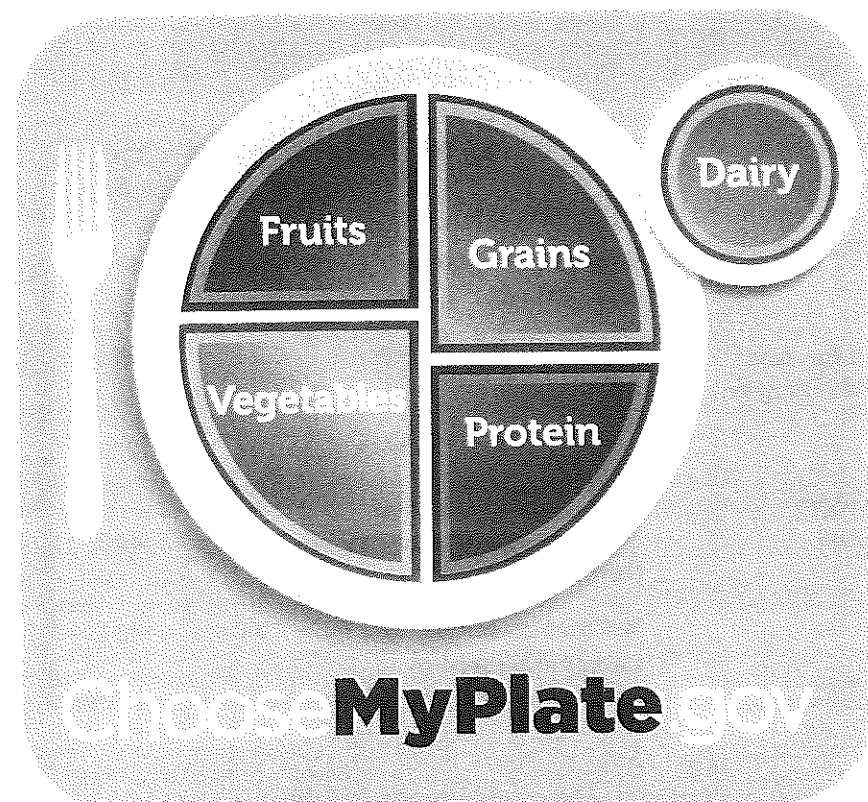 Fruits
Grains
Dairy
Vegetables
Protein
ChooseMyPlate.gov